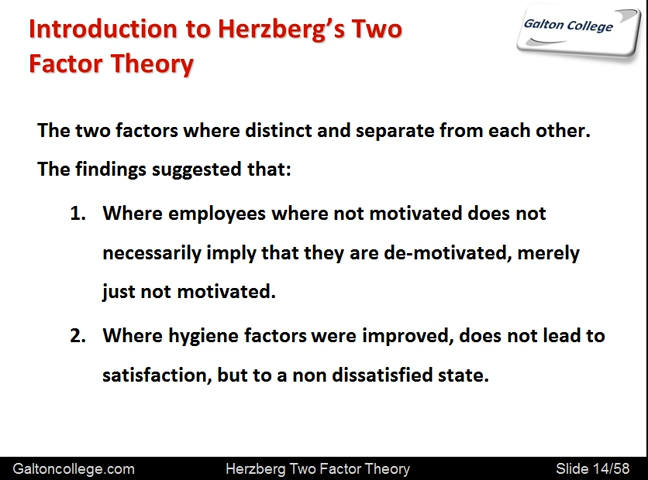 Introduction to Herzberg's Two
Factor Theory
Galton College
The two factors where distinct and separate from each other.
The findings suggested that:
1. Where employees where not motivated does not
necessarily imply that they are de-motivated, merely
just not motivated.
2. Where hygiene factors were improved, does not lead to
satisfaction, but to a non dissatisfied state.
Galtoncollege.com Herzberg Two Factor Theory Slide 14/58